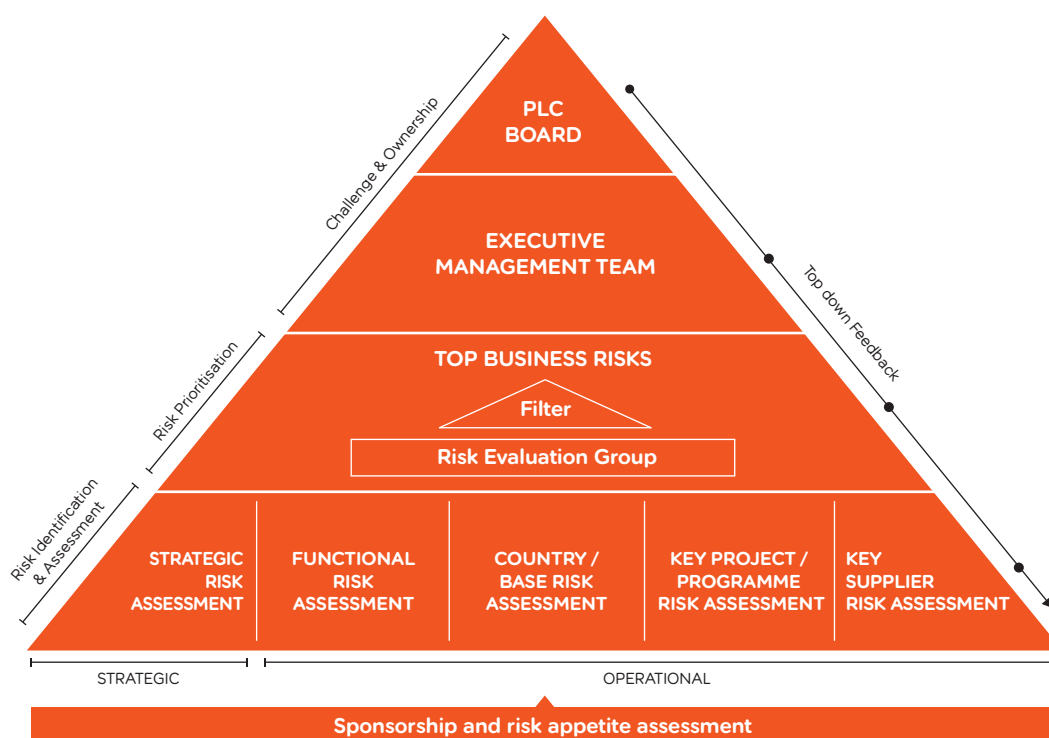 PLC
BOARD
Challenge & Ownership
EXECUTIVE
MANAGEMENT TEAM
Top down Feedback
TOP BUSINESS RISKS
Filter
Risk Evaluation Group
Risk Prioritisation
Risk Identification
& Assessment
STRATEGIC
RISK
ASSESSMENT
FUNCTIONAL
RISK
ASSESSMENT
COUNTRY /
BASE RISK
ASSESSMENT
KEY PROJECT /
PROGRAMME
RISK ASSESSMENT
KEY
SUPPLIER
RISK ASSESSMENT
STRATEGIC
OPERATIONAL
Sponsorship and risk appetite assessment